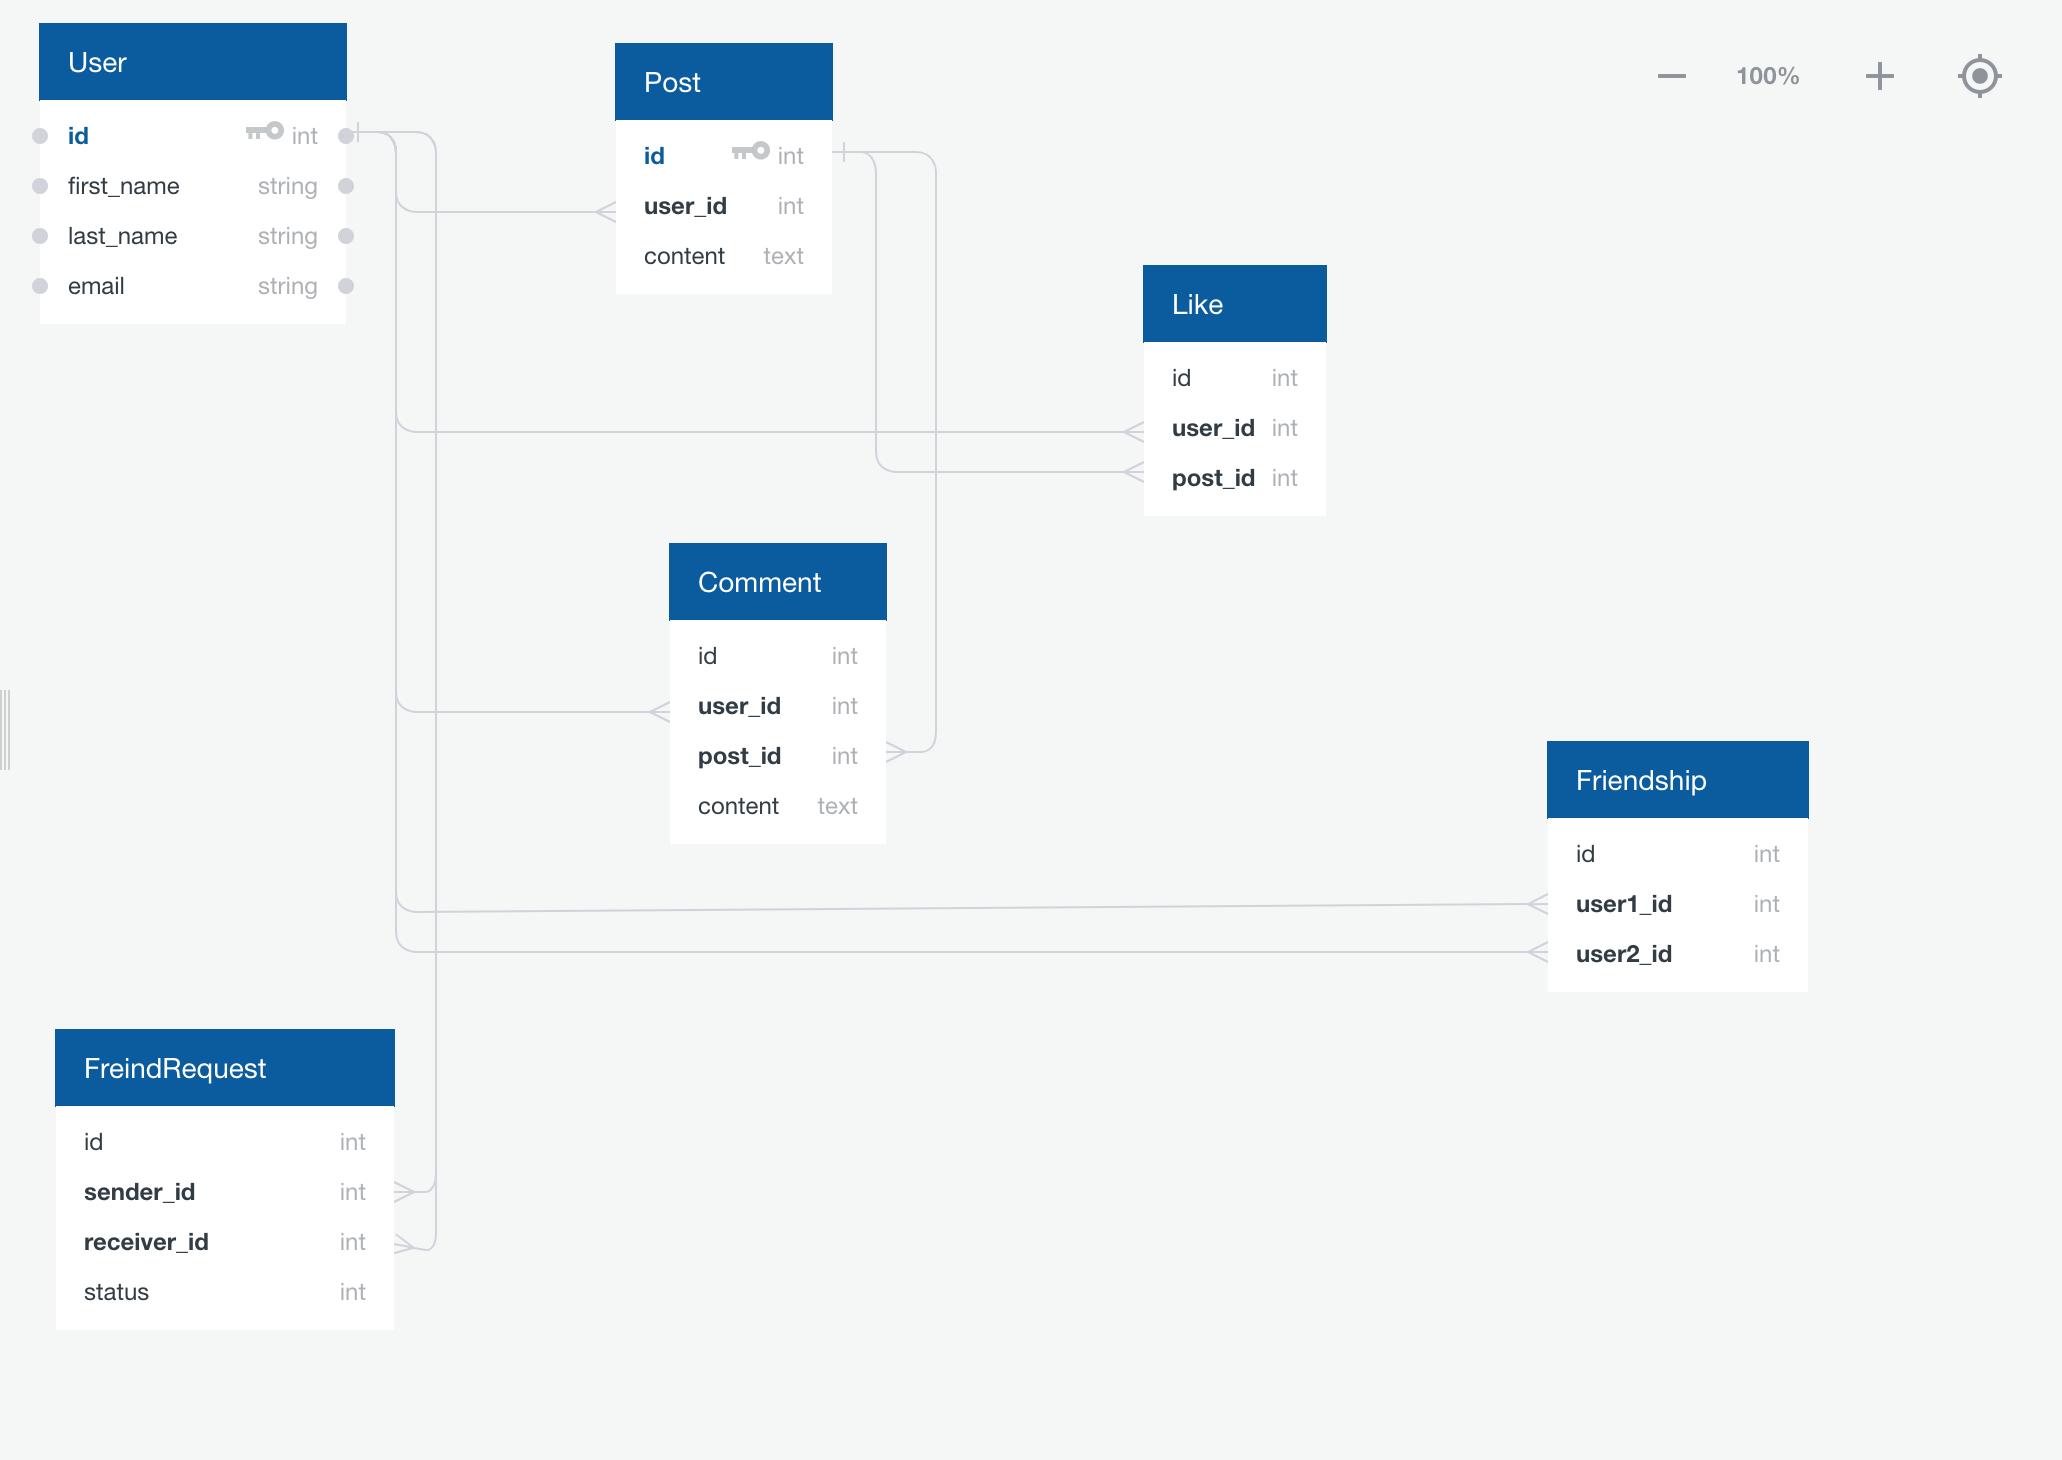 User
id int
first_name string
last_name string
email string
Post
id int
user_id int
content text
100%
Like
id int
user_id int
post_id int
Comment
id int
user_id int
post_id int
content text
Friendship
id int
user1_id int
user2_id int
FreindRequest
id int
sender_id int
receiver_id int
status int